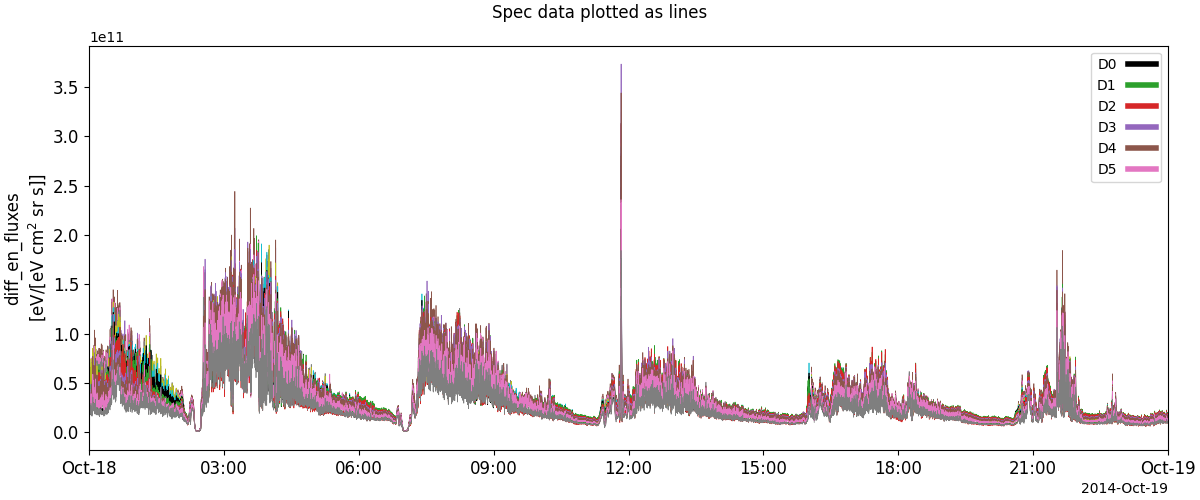 Spec data plotted as lines
1e11
3.5
3.0
2.5
2.0
1.5
1.0
0.5
0.0
diff_en_fluxes
[eV/[eV cm² sr s]]
D0
D1
D2
D3
D4
D5
Oct-18 03:00 06:00 09:00 12:00 15:00 18:00 21:00 Oct-19
2014-Oct-19